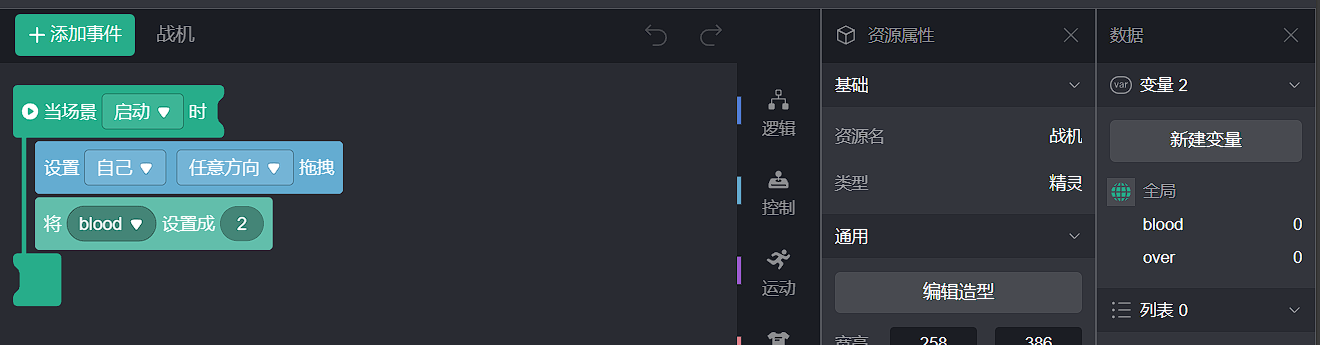 添加事件 战机
当场景 启动 时
设置 自己 任意方向 拖拽
将 blood 设置成 2
逻辑
控制
运动
资源属性
基础
资源名 战机
类型 精灵
通用
编辑造型
宽高 258 386
数据
var 变量 2
新建变量
全局
blood 0
over 0
列表 0